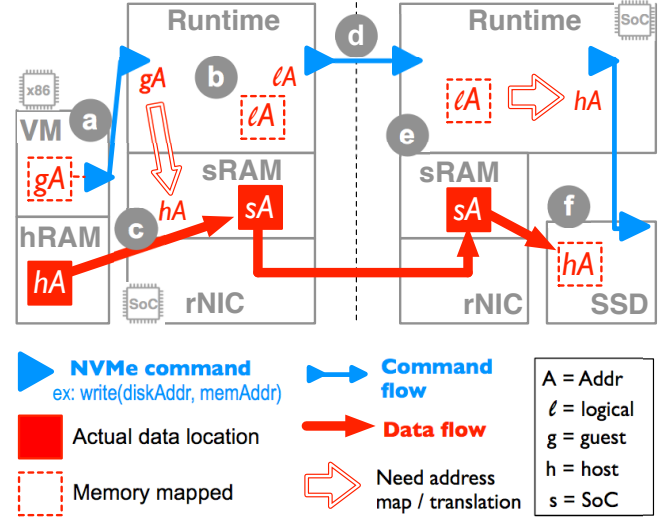 Runtime
Runtime
SoC
d
gA
b
ℓA
ℓA
ℓA
hA
x86
a
VM
gA
e
sRAM
sRAM
hA
sA
sA
f
hRAM
c
hA
hA
SoC
rNIC
rNIC
SSD
NVMe command
ex: write(diskAddr, memAddr)
Command
flow
Actual data location
Data flow
Memory mapped
Need address
map / translation
A = Addr
ℓ = logical
g = guest
h = host
s = SoC